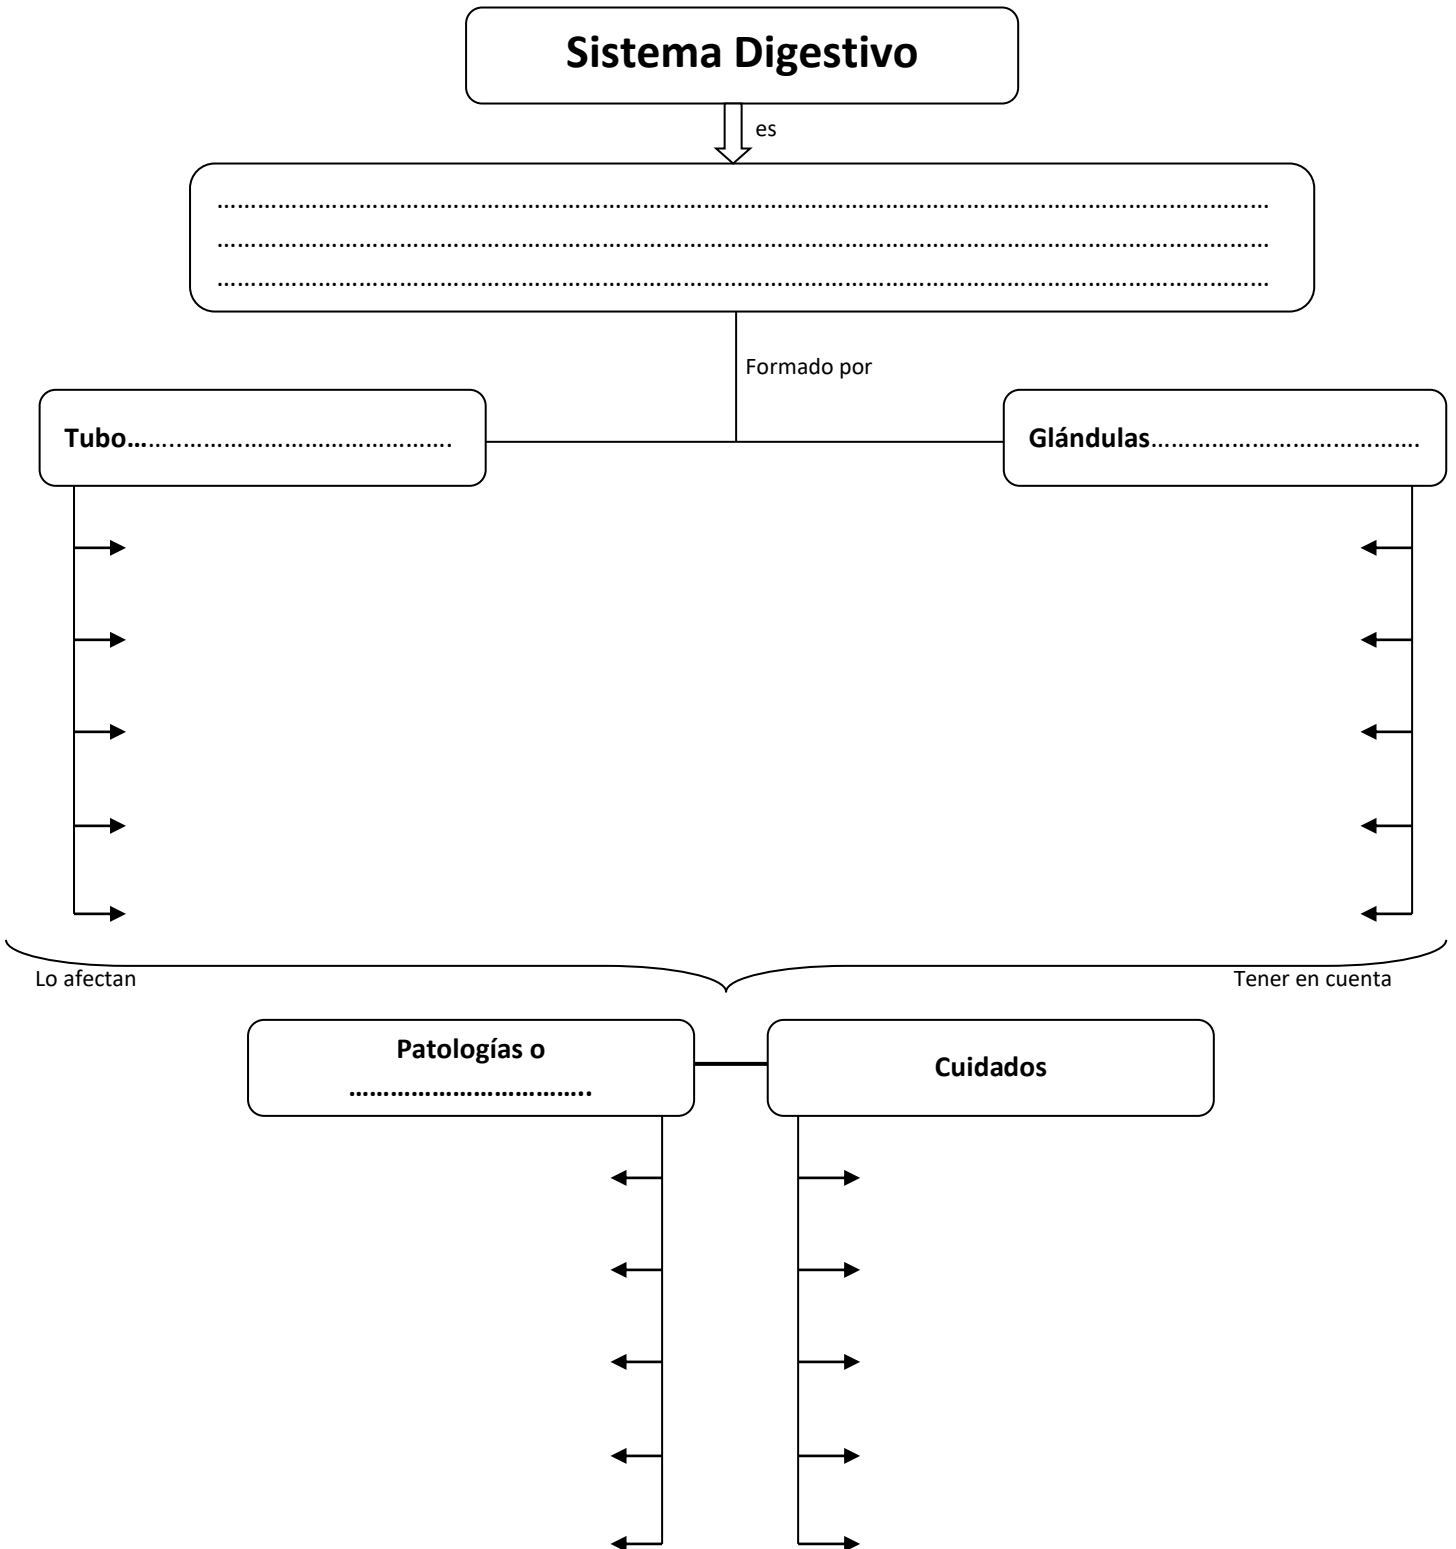 Sistema Digestivo
es
………………………………………………………………………………………………………………………………………
………………………………………………………………………………………………………………………………………
………………………………………………………………………………………………………………………………………
Formado por
Tubo…………………………………………….
Glándulas………………………………………
Lo afectan
Tener en cuenta
Patologías o
……………………………..
Cuidados